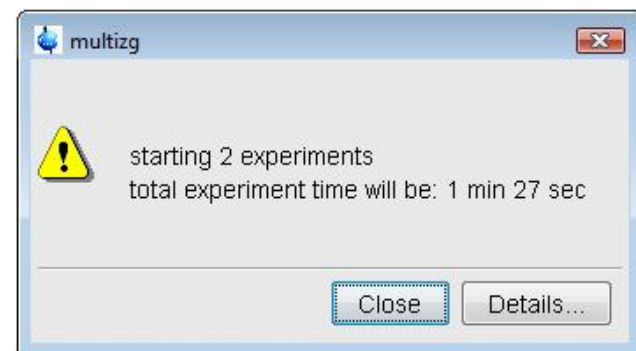 multizg
starting 2 experiments
total experiment time will be: 1 min 27 sec
Close Details...